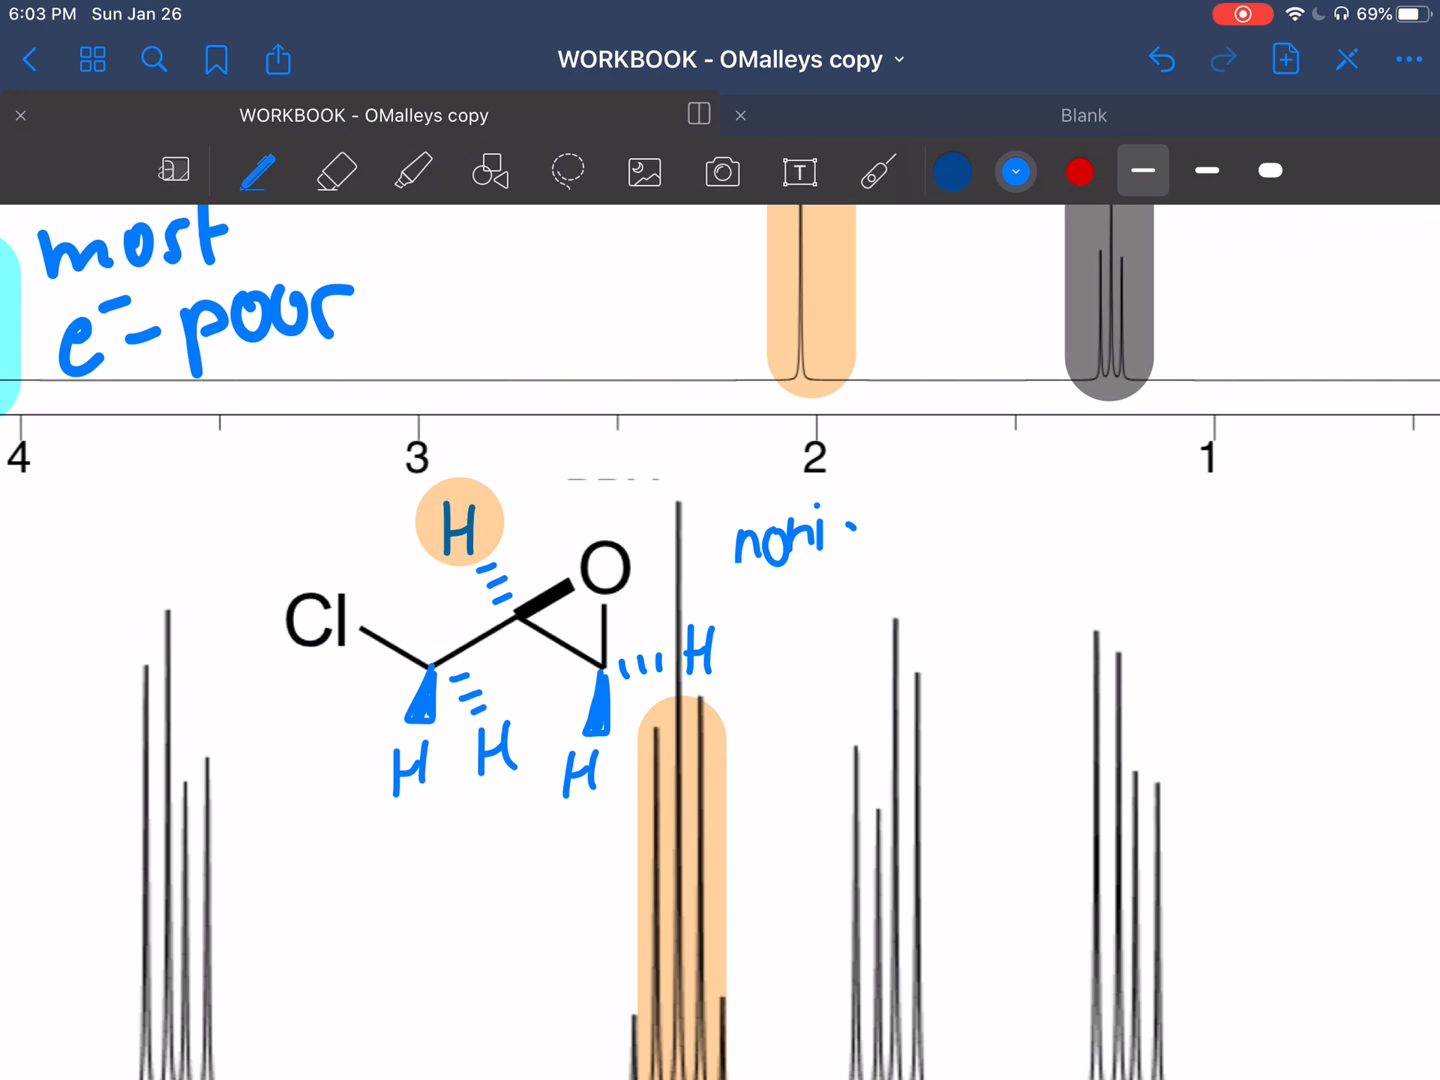 6:03 PM Sun Jan 26
69%
WORKBOOK - OMalleys copy
WORKBOOK - OMalleys copy
Blank
T
most
e⁻-poor
4 3 2 1
H
O
Cl
H
H H H